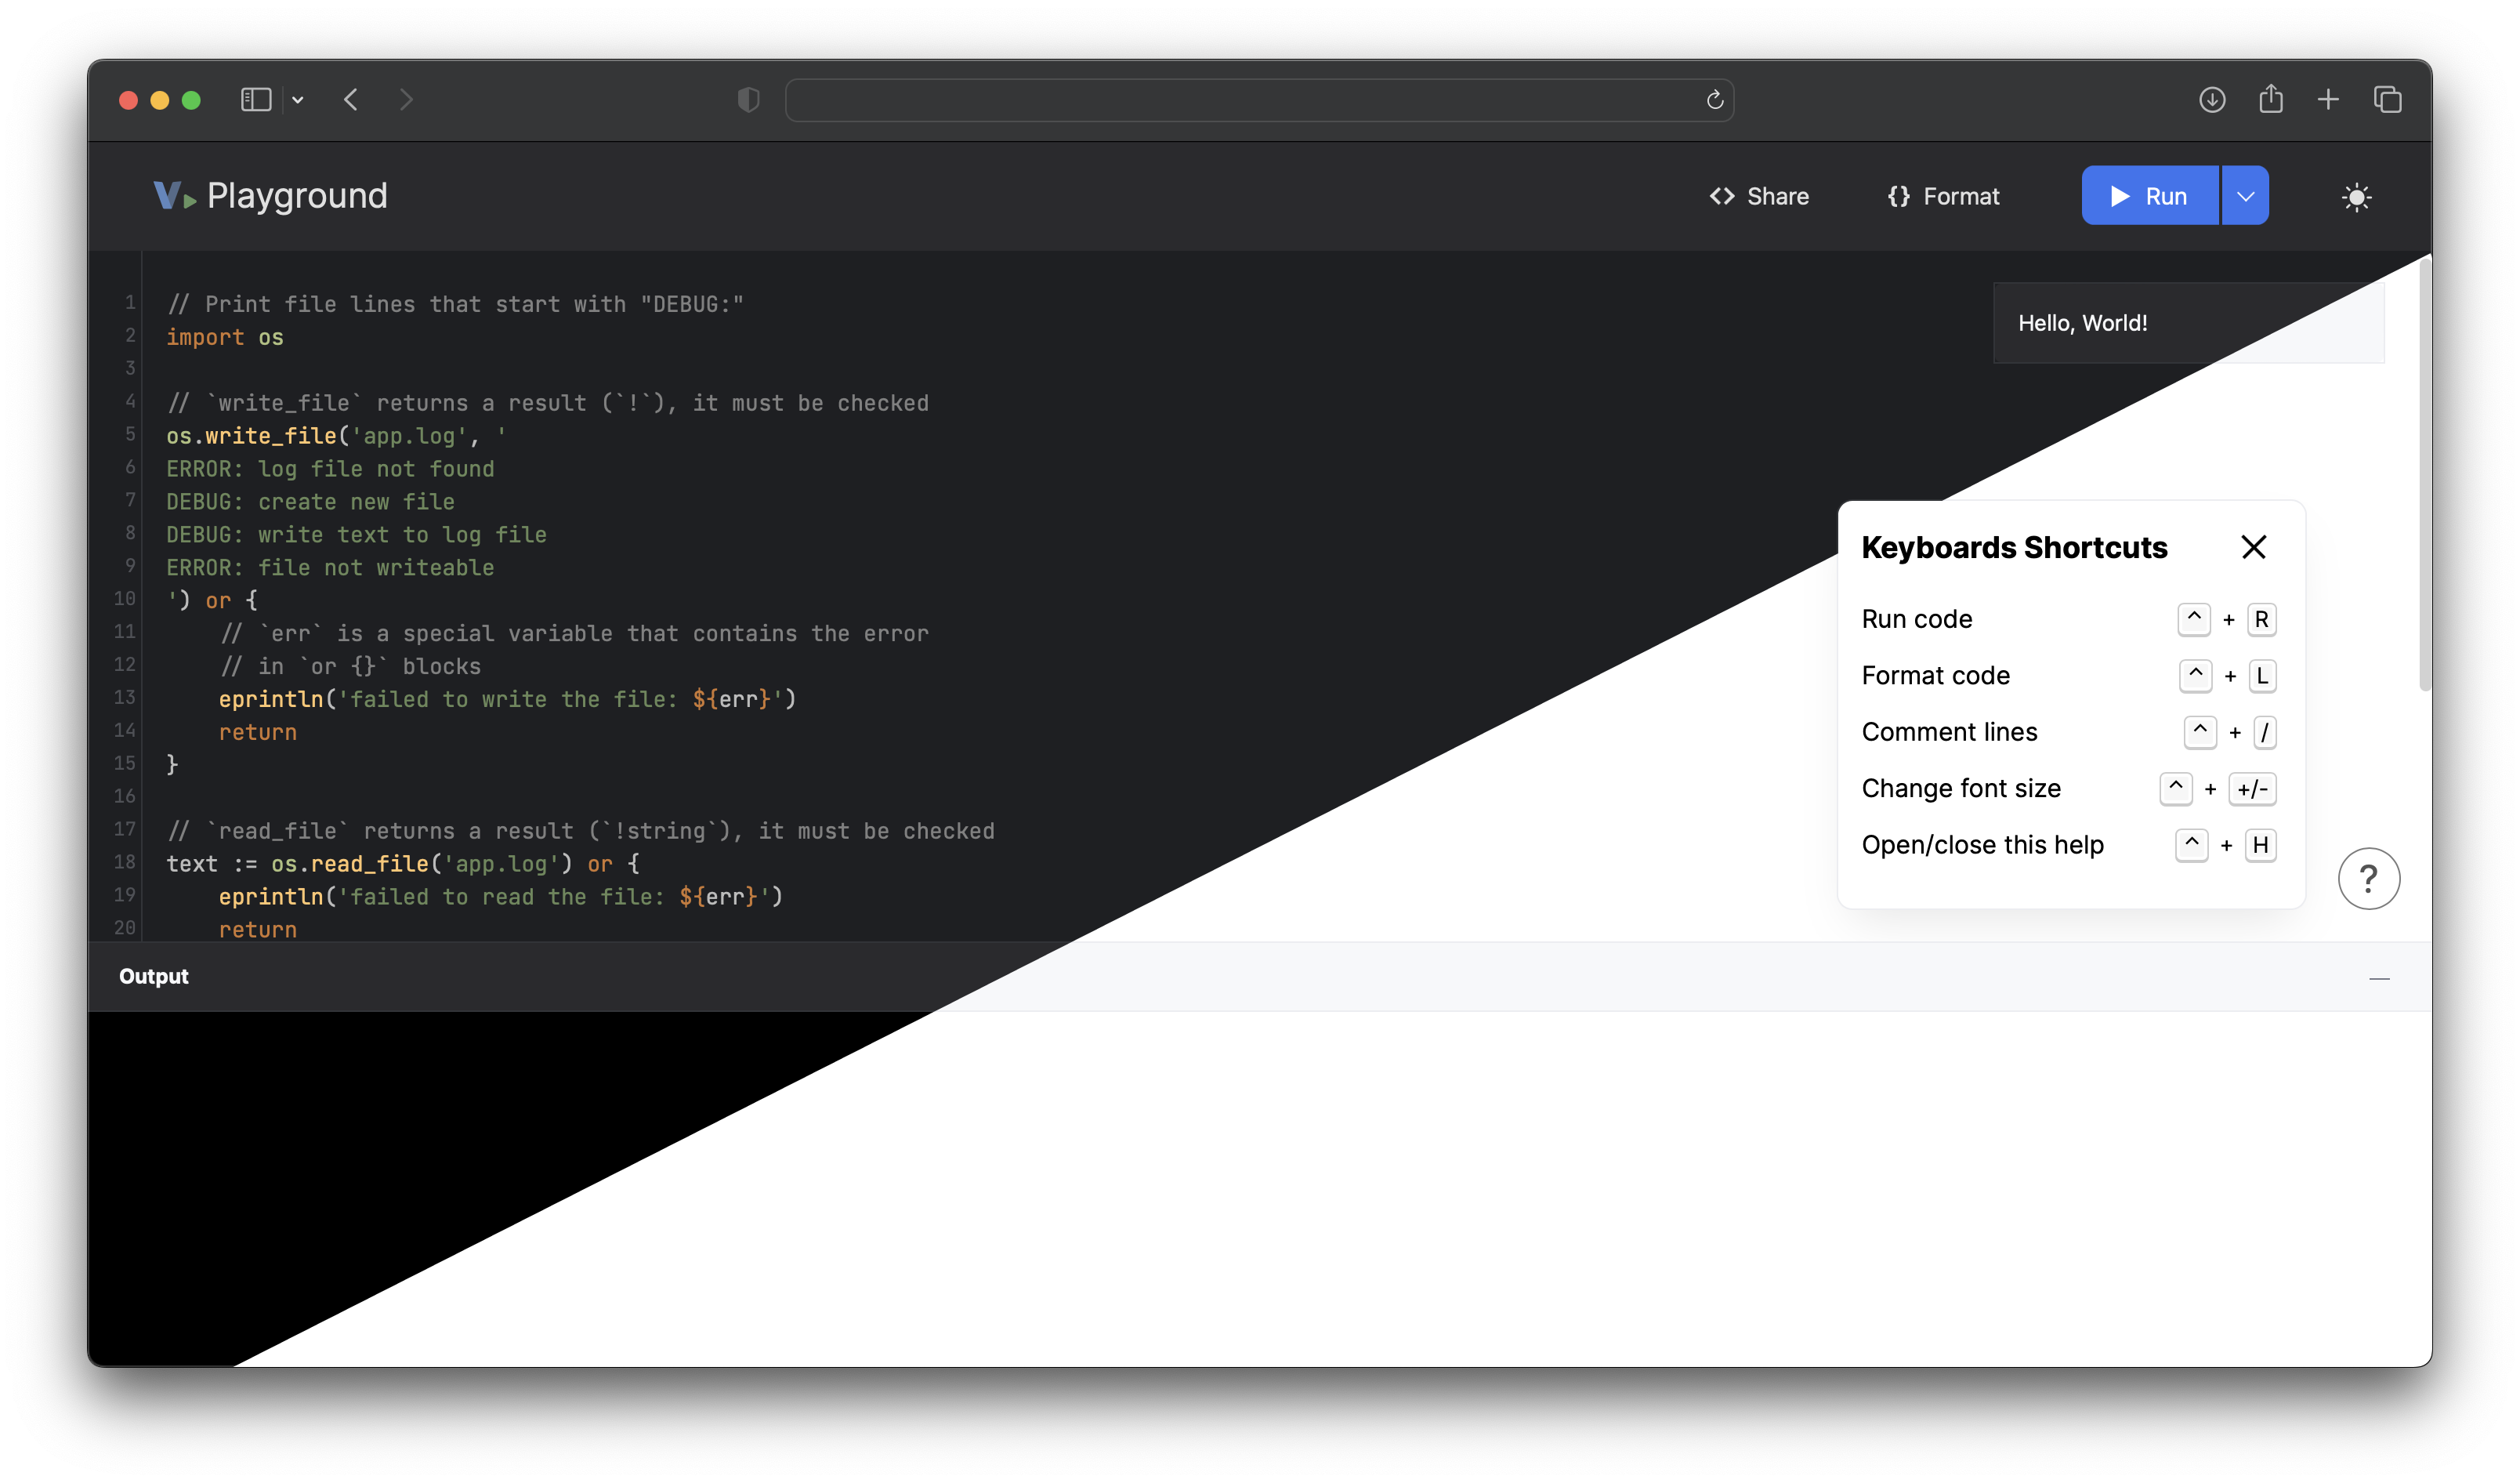 V Playground
<> Share
{} Format
Run
Hello, World!
1 // Print file lines that start with "DEBUG:"
2 import os
3
4 // `write_file` returns a result (`!`), it must be checked
5 os.write_file('app.log', '
6 ERROR: log file not found
7 DEBUG: create new file
8 DEBUG: write text to log file
9 ERROR: file not writeable
10 ') or {
11     // `err` is a special variable that contains the error
12     // in `or {}` blocks
13     eprintln('failed to write the file: ${err}')
14     return
15 }
16
17 // `read_file` returns a result (`!string`), it must be checked
18 text := os.read_file('app.log') or {
19     eprintln('failed to read the file: ${err}')
20     return
Keyboards Shortcuts
Run code ^ + R
Format code ^ + L
Comment lines ^ + /
Change font size ^ + +/-
Open/close this help ^ + H
?
Output